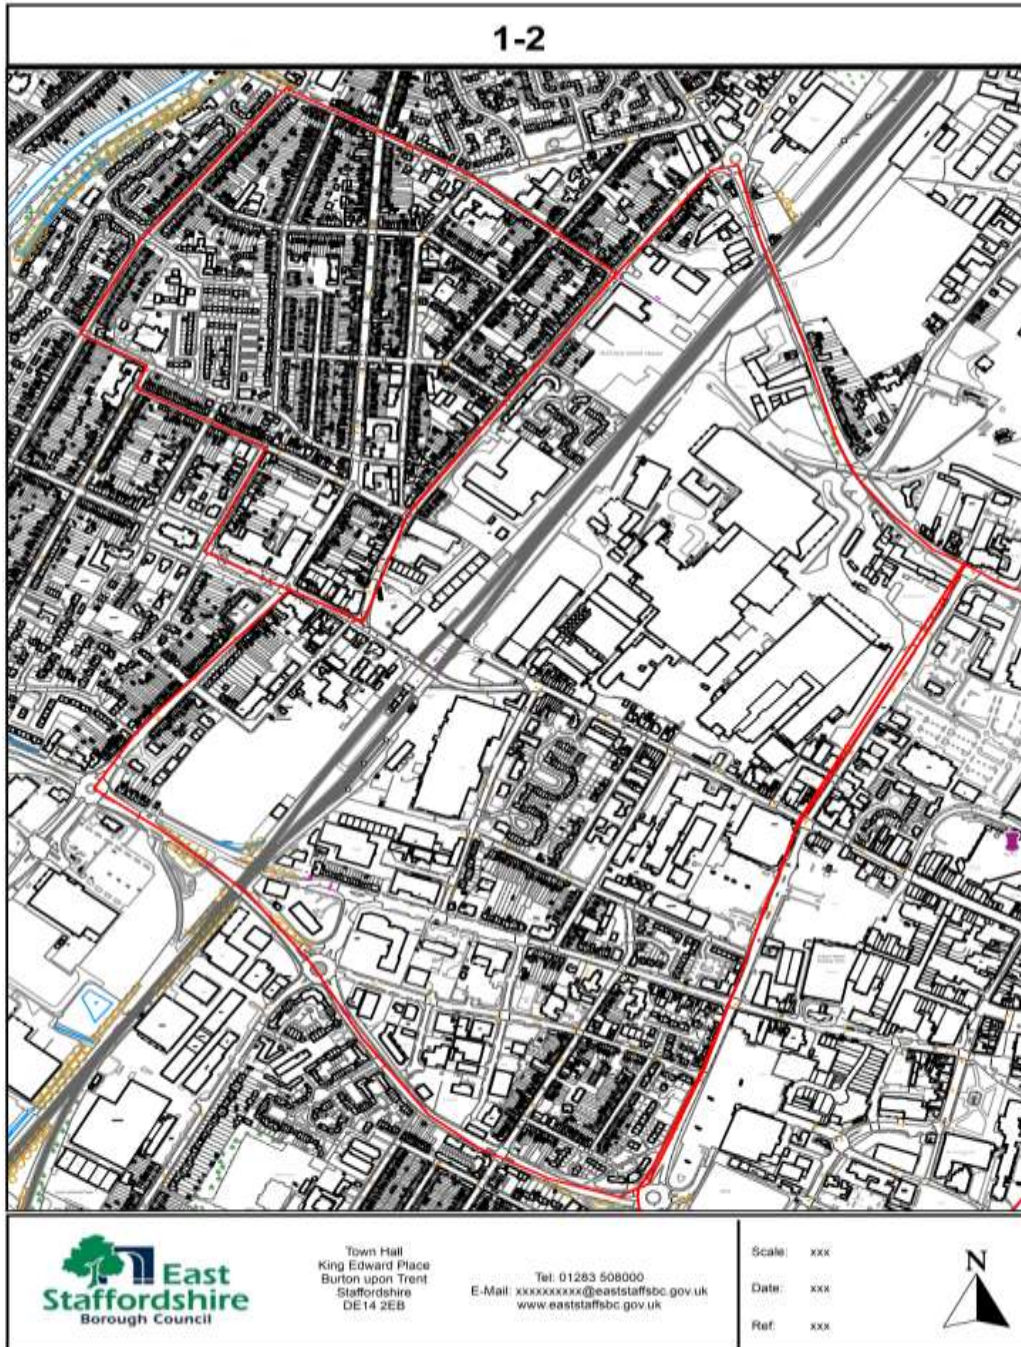 1-2
East
Staffordshire
Borough Council
Town Hall
King Edward Place
Burton upon Trent
Staffordshire
DE14 2EB
Tel: 01283 508000
E-Mail: xxxxxxxxxx@eaststaffsbc.gov.uk
www.eaststaffsbc.gov.uk
Scale: xxx
Date: xxx
Ref: xxx
N